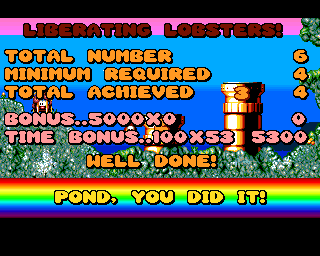 LIBERATING LOBSTERS!
TOTAL NUMBER 6
MINIMUM REQUIRED 4
TOTAL ACHIEVED 3 4
BONUS..5000X0 0
TIME BONUS..100X53 5300
WELL DONE!
POND, YOU DID IT!